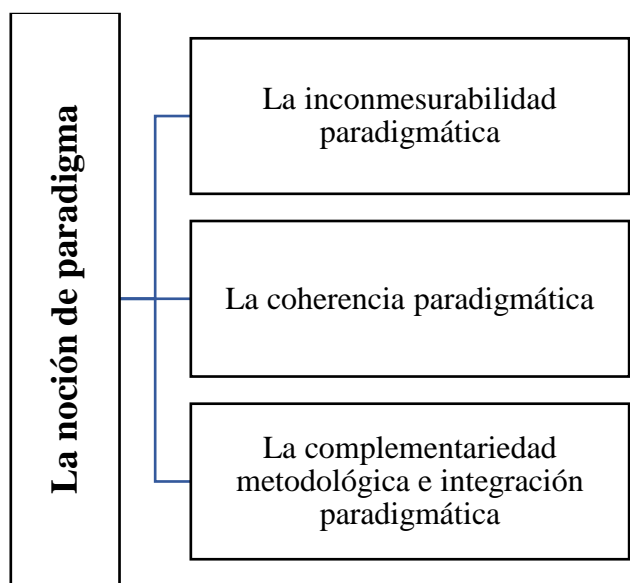 La noción de paradigma
La inconmesurabilidad
paradigmática
La coherencia paradigmática
La complementariedad
metodológica e integración
paradigmática